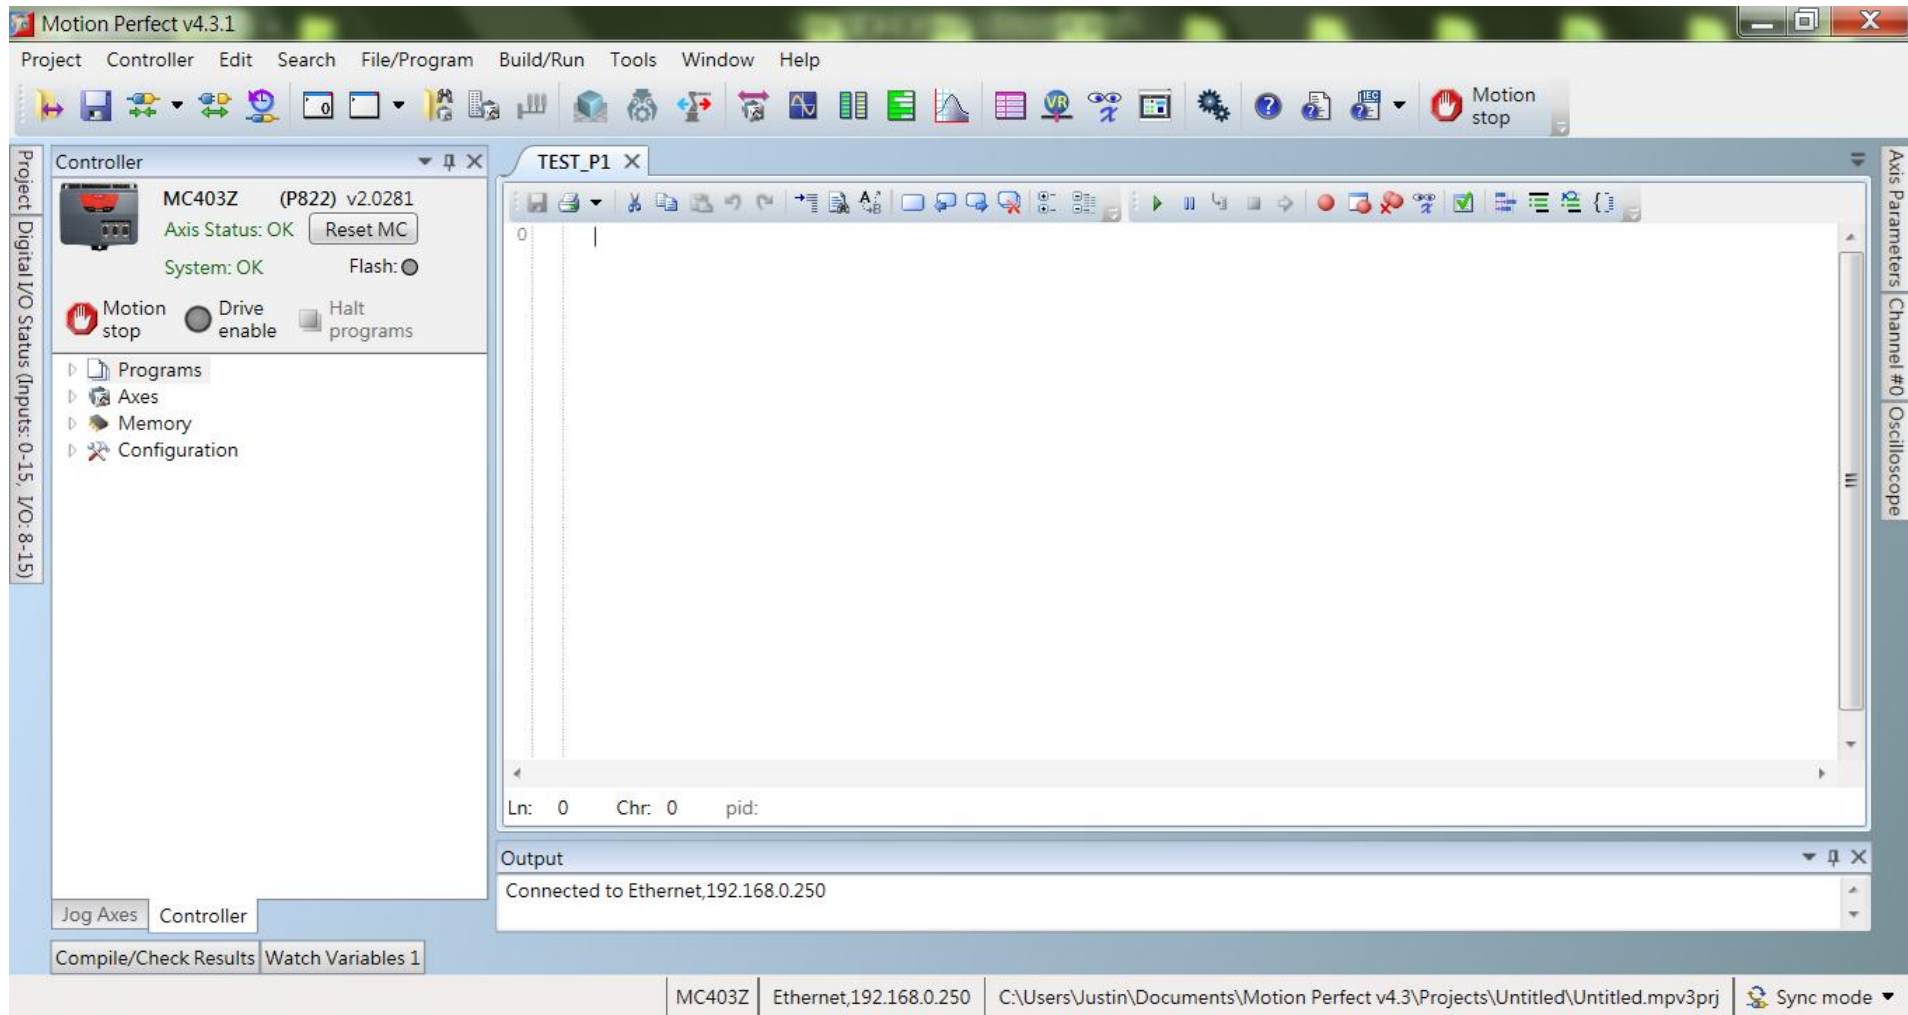 Motion Perfect v4.3.1
Project Controller Edit Search File/Program Build/Run Tools Window Help
Motion
stop
Project
Digital I/O Status (Inputs: 0-15, I/O: 8-15)
Controller
MC403Z (P822) v2.0281
Axis Status: OK Reset MC
System: OK Flash:
Motion
stop
Drive
enable
Halt
programs
Programs
Axes
Memory
Configuration
Jog Axes Controller
Compile/Check Results Watch Variables 1
TEST_P1
0
Ln: 0 Chr: 0 pid:
Output
Connected to Ethernet,192.168.0.250
Axis Parameters
Channel #0
Oscilloscope
MC403Z Ethernet,192.168.0.250 C:\Users\Justin\Documents\Motion Perfect v4.3\Projects\Untitled\Untitled.mpv3prj Sync mode